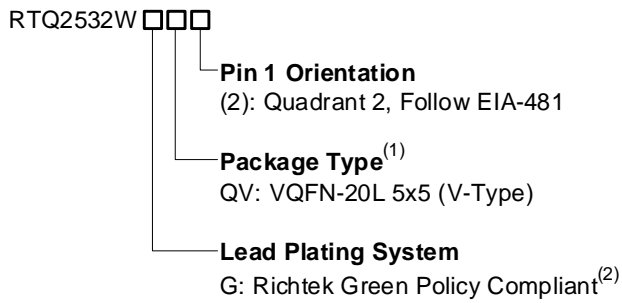 RTQ2532W□□□
Pin 1 Orientation
(2): Quadrant 2, Follow EIA-481
Package Type(1)
QV: VQFN-20L 5x5 (V-Type)
Lead Plating System
G: Richtek Green Policy Compliant(2)